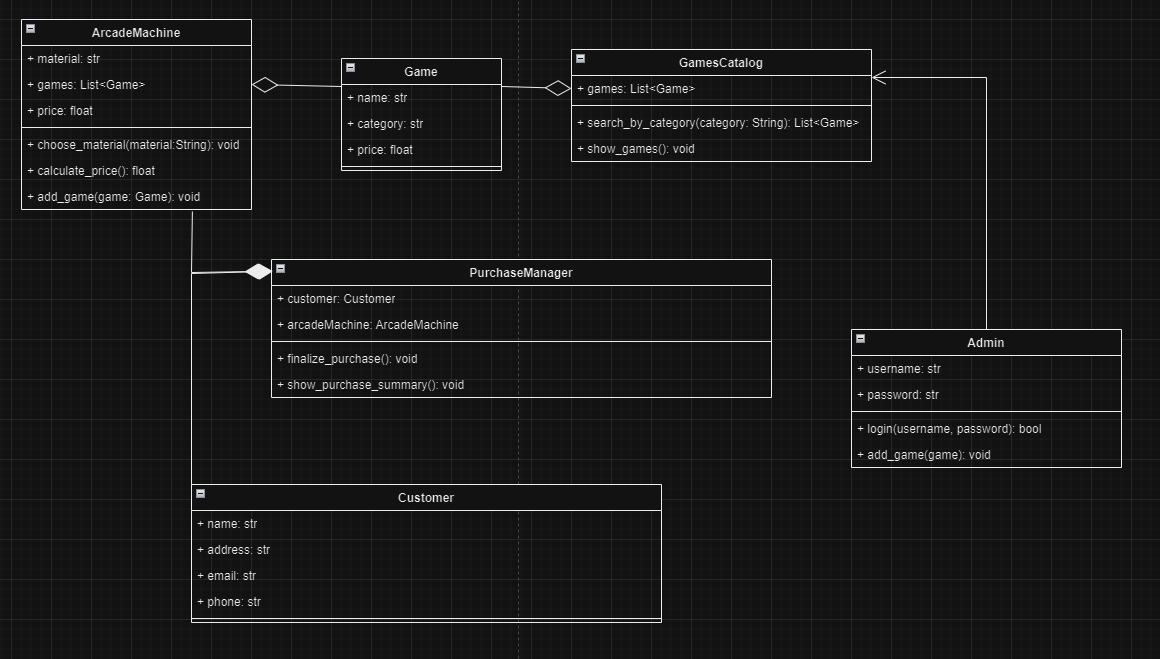 ArcadeMachine
+ material: str
+ games: List<Game>
+ price: float
+ choose_material(material:String): void
+ calculate_price(): float
+ add_game(game: Game): void
Game
+ name: str
+ category: str
+ price: float
GamesCatalog
+ games: List<Game>
+ search_by_category(category: String): List<Game>
+ show_games(): void
PurchaseManager
+ customer: Customer
+ arcadeMachine: ArcadeMachine
+ finalize_purchase(): void
+ show_purchase_summary(): void
Admin
+ username: str
+ password: str
+ login(username, password): bool
+ add_game(game): void
Customer
+ name: str
+ address: str
+ email: str
+ phone: str